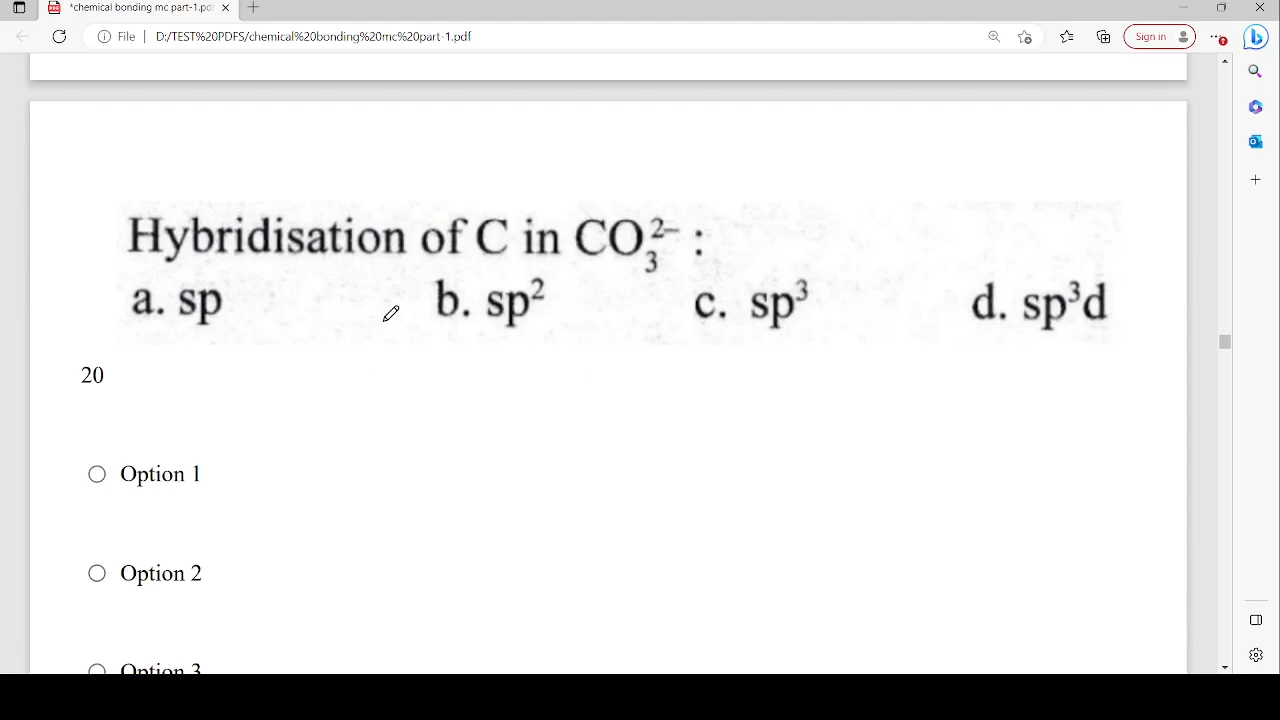 *chemical bonding mc part-1.pd
File | D:/TEST%20PDFS/chemical%20bonding%20mc%20part-1.pdf
Sign in
Hybridisation of C in CO₃²⁻ :
a. sp b. sp² c. sp³ d. sp³d
20
Option 1
Option 2
Option 3